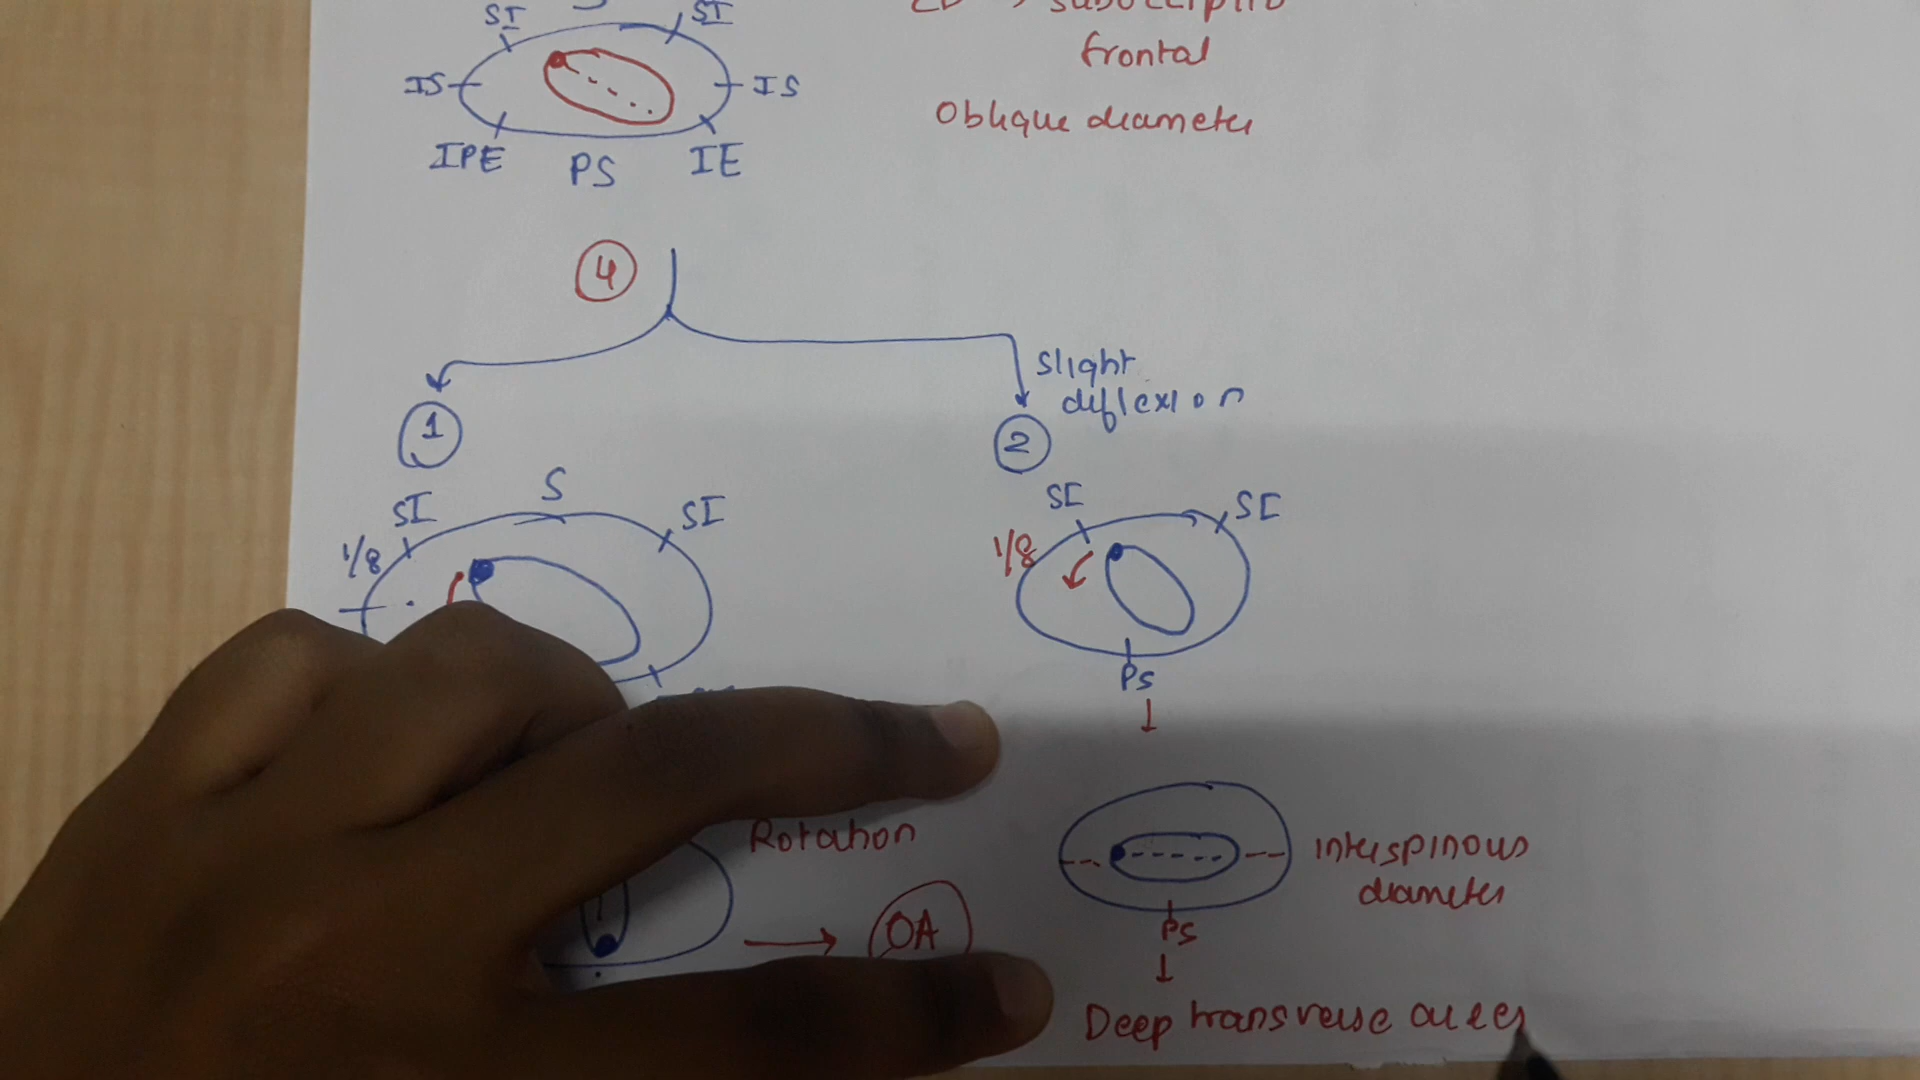 SI SI
frontal
IS IS
Oblique diameter
IPE PS IE
4
slight
deflexion
1
2
S
SI SI
SI SI
1/8
1/8
PS
Rotation
interspinous
diameter
OA
PS
Deep transverse arres